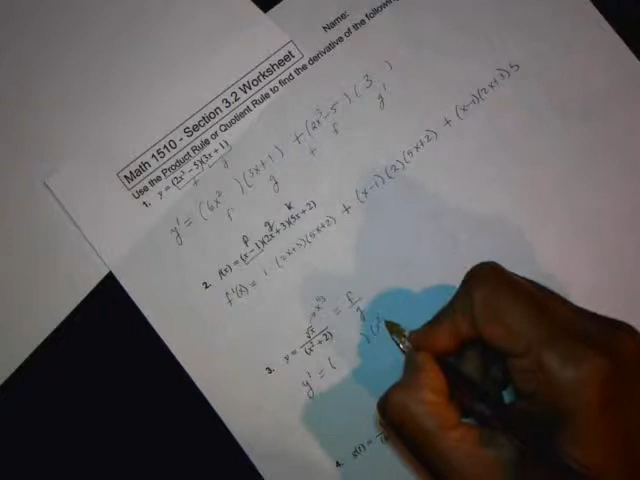 Name:
Math 1510 - Section 3.2 Worksheet
Use the Product Rule or Quotient Rule to find the derivative of the following
1. y = (2x³ - 5)(3x + 1)
f g
y' = (6x² )(3x+1) + (2x³-5)(3 )
f' g + f g'
2. f(x) = (x - 1)(2x + 3)(5x + 2)
f g k
f'(x) = 1 · (2x+3)(5x+2) + (x-1)(2)(5x+2) + (x-1)(2x+3)5
3. y = √x / (x² + 2) = f/g
y' = ( )(x²
4.